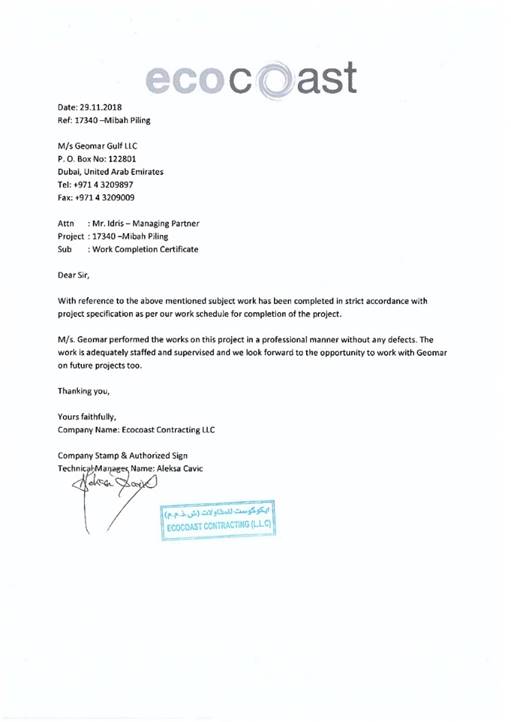 ecocoast
Date: 29.11.2018
Ref: 17340 –Mibah Piling
M/s Geomar Gulf LLC
P. O. Box No: 122801
Dubai, United Arab Emirates
Tel: +971 4 3209897
Fax: +971 4 3209009
Attn : Mr. Idris – Managing Partner
Project : 17340 –Mibah Piling
Sub : Work Completion Certificate
Dear Sir,
With reference to the above mentioned subject work has been completed in strict accordance with
project specification as per our work schedule for completion of the project.
M/s. Geomar performed the works on this project in a professional manner without any defects. The
work is adequately staffed and supervised and we look forward to the opportunity to work with Geomar
on future projects too.
Thanking you,
Yours faithfully,
Company Name: Ecocoast Contracting LLC
Company Stamp & Authorized Sign
Technical Manager Name: Aleksa Cavic
ايكوكوست للمقاولات (ش.ذ.م.م)
ECOCOAST CONTRACTING (L.L.C)